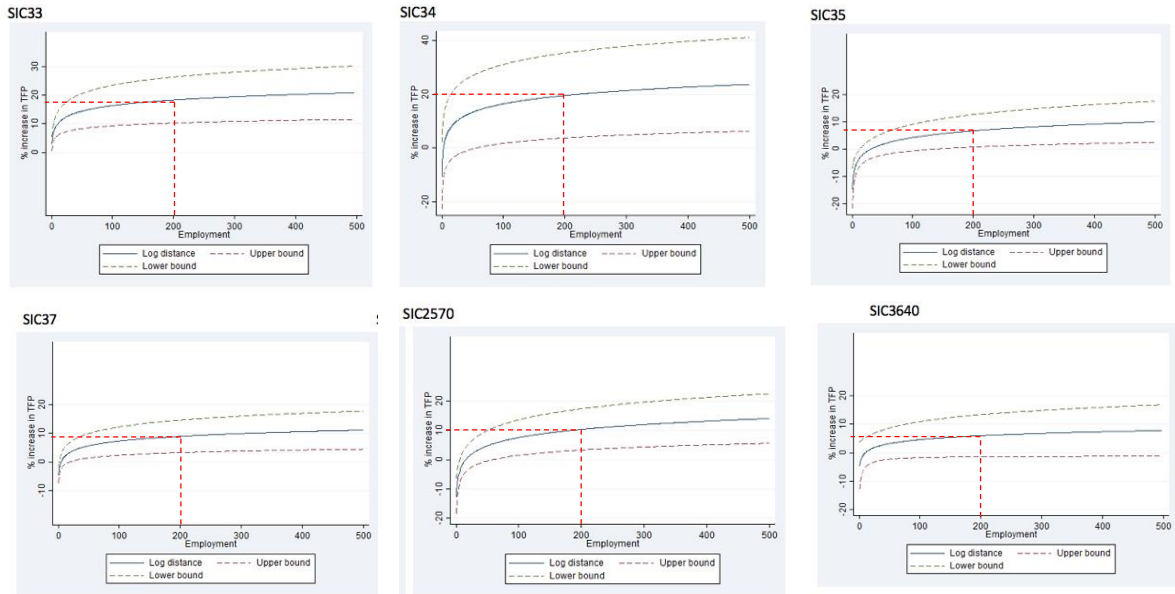 SIC33
SIC34
SIC35
% increase in TFP
0 10 20 30
0 100 200 300 400 500
Employment
Log distance Upper bound
Lower bound
% increase in TFP
-20 0 20 40
0 100 200 300 400 500
Employment
Log distance Upper bound
Lower bound
% increase in TFP
-20 -10 0 10 20
0 100 200 300 400 500
Employment
Log distance Upper bound
Lower bound
SIC37
SIC2570
SIC3640
% increase in TFP
-10 0 10 20
0 100 200 300 400 500
Employment
Log distance Upper bound
Lower bound
% increase in TFP
-20 -10 0 10 20
0 100 200 300 400 500
Employment
Log distance Upper bound
Lower bound
% increase in TFP
-20 -10 0 10 20
0 100 200 300 400 500
Employment
Log distance Upper bound
Lower bound